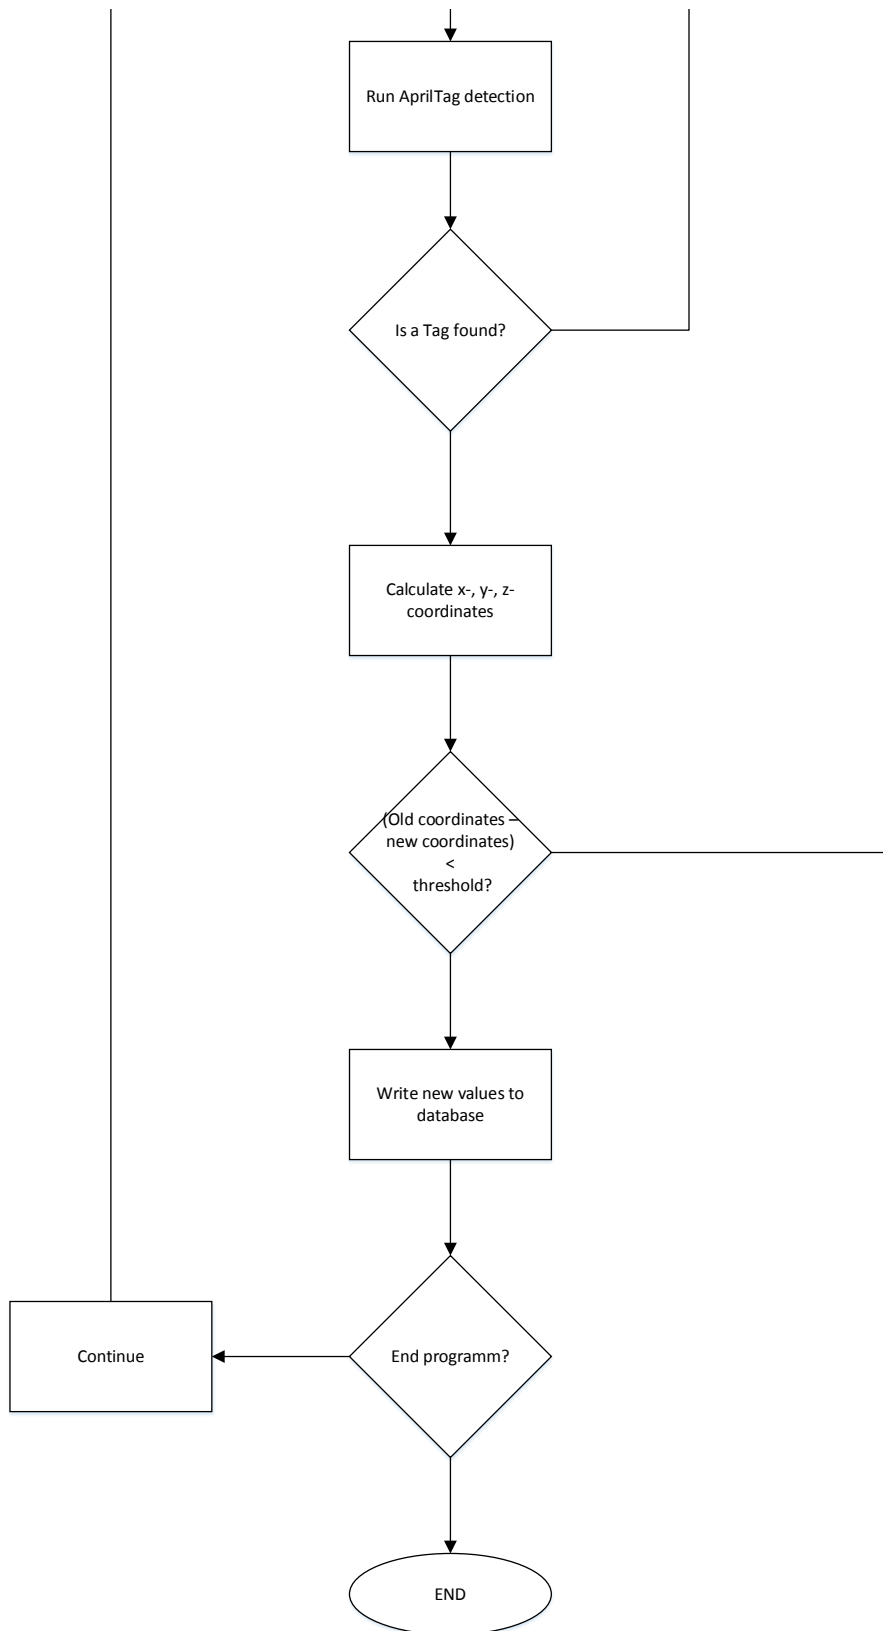 Run AprilTag detection
Is a Tag found?
Calculate x-, y-, z-
coordinates
(Old coordinates –
new coordinates)
<
threshold?
Write new values to
database
Continue
End programm?
END